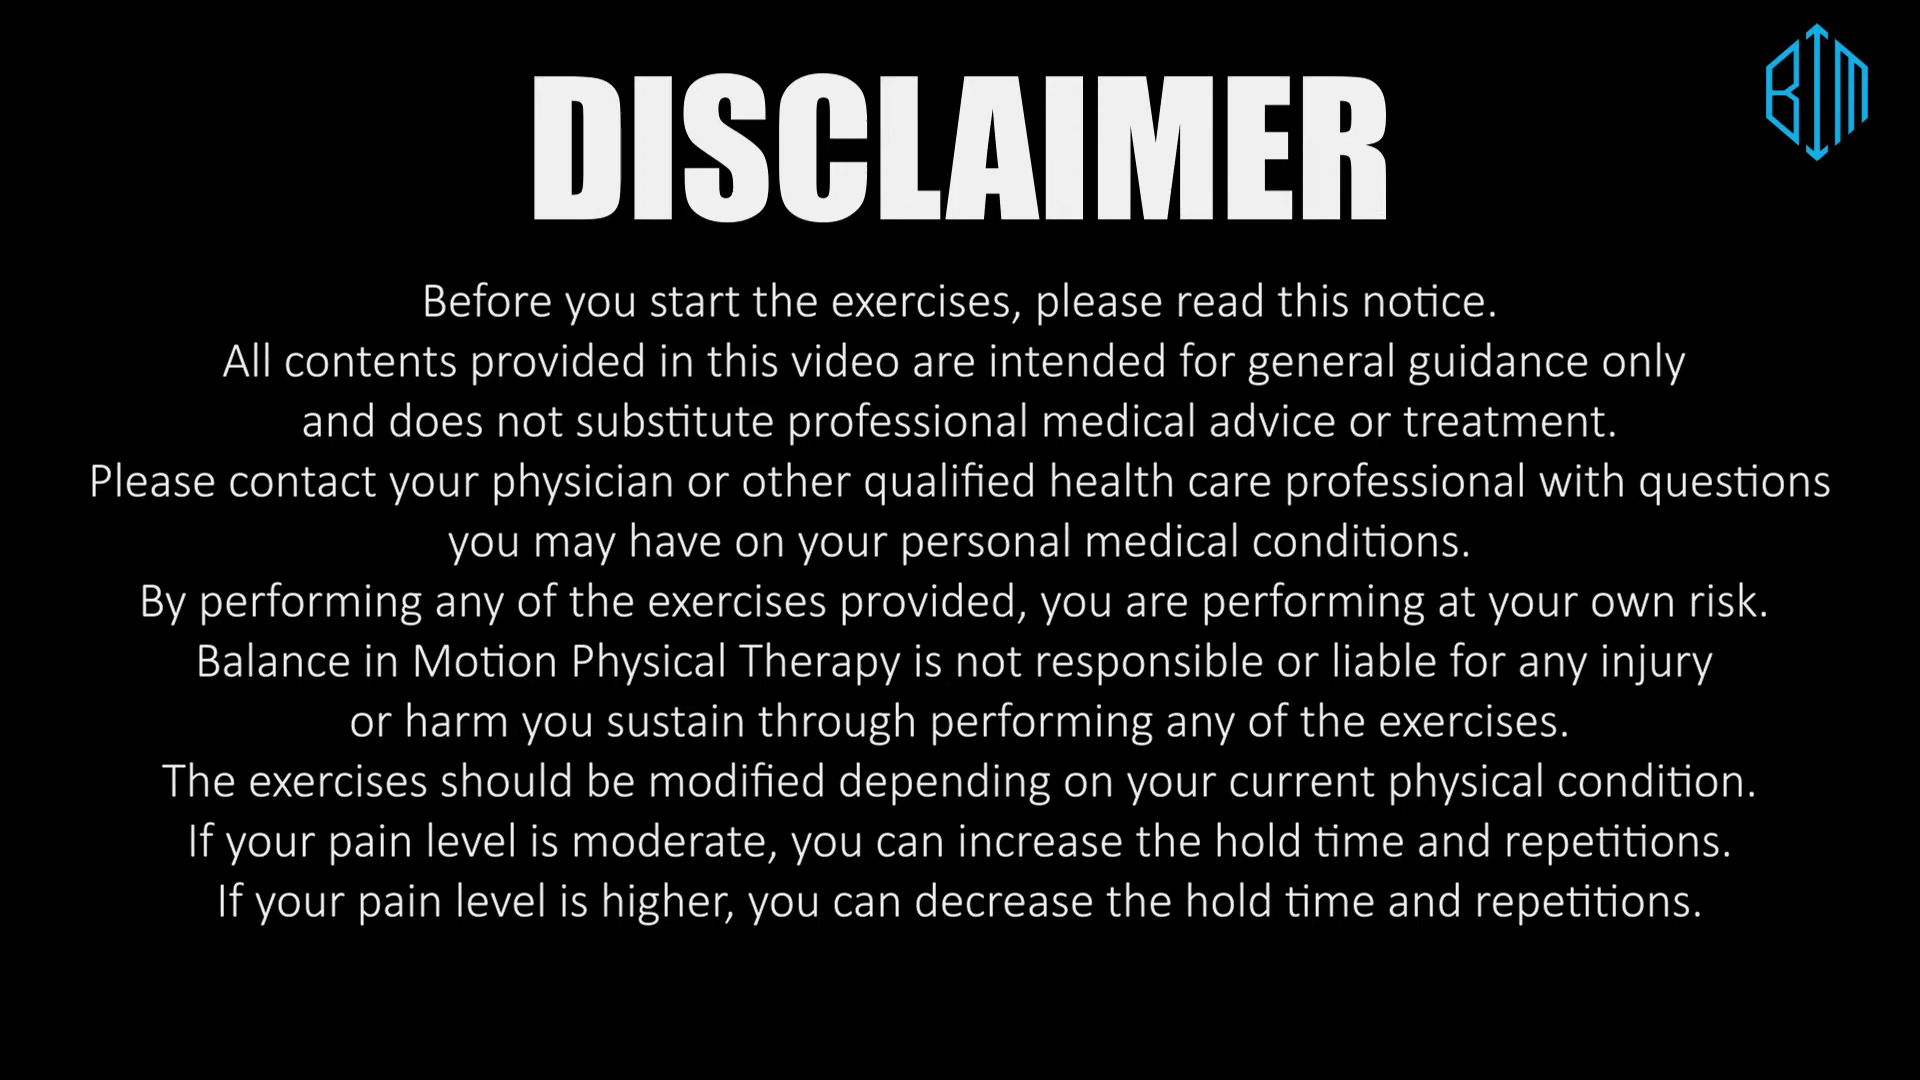 BIM
DISCLAIMER
Before you start the exercises, please read this notice.
All contents provided in this video are intended for general guidance only
and does not substitute professional medical advice or treatment.
Please contact your physician or other qualified health care professional with questions
you may have on your personal medical conditions.
By performing any of the exercises provided, you are performing at your own risk.
Balance in Motion Physical Therapy is not responsible or liable for any injury
or harm you sustain through performing any of the exercises.
The exercises should be modified depending on your current physical condition.
If your pain level is moderate, you can increase the hold time and repetitions.
If your pain level is higher, you can decrease the hold time and repetitions.